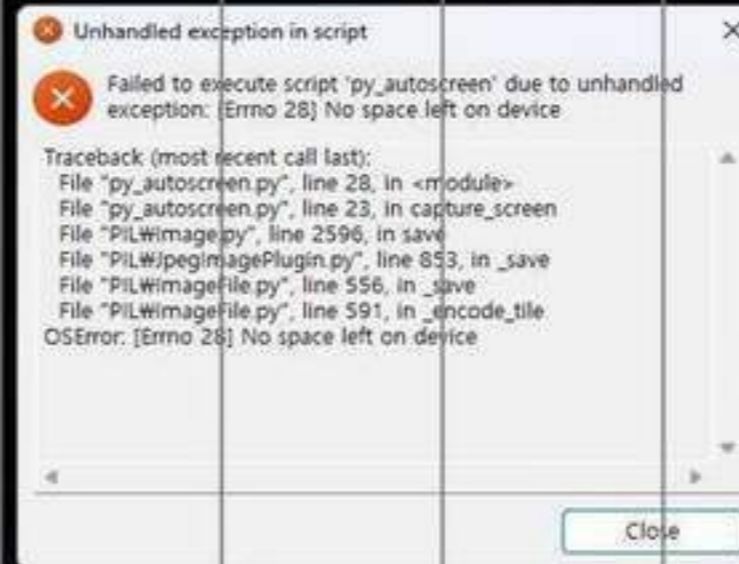 Unhandled exception in script
Failed to execute script 'py_autoscreen' due to unhandled
exception: [Errno 28] No space left on device
Traceback (most recent call last):
File "py_autoscreen.py", line 28, in <module>
File "py_autoscreen.py", line 23, in capture_screen
File "PIL₩Image.py", line 2596, in save
File "PIL₩JpegImagePlugin.py", line 853, in _save
File "PIL₩ImageFile.py", line 556, in _save
File "PIL₩ImageFile.py", line 591, in _encode_tile
OSError: [Errno 28] No space left on device
Close